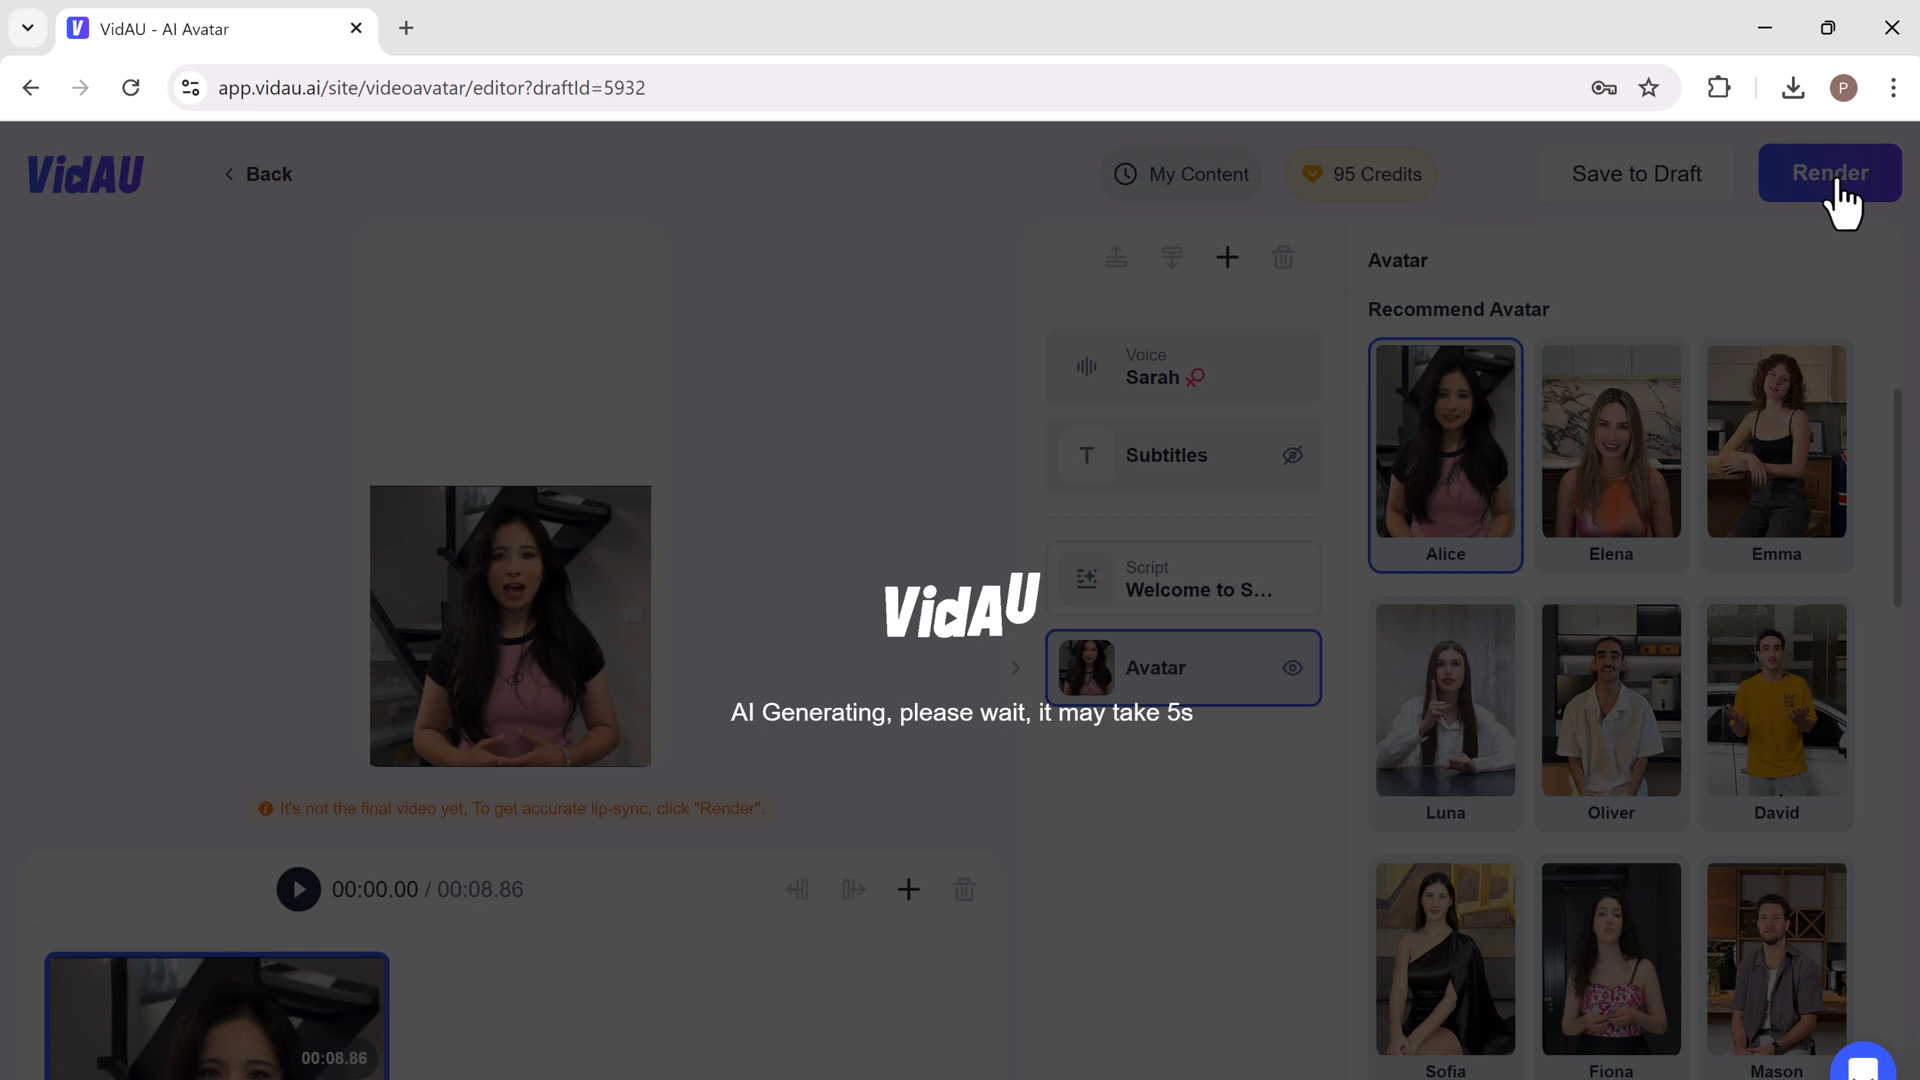 VidAU - AI Avatar
app.vidau.ai/site/videoavatar/editor?draftId=5932
P
VidAU
Back
My Content
95 Credits
Save to Draft
Render
Avatar
Recommend Avatar
Voice
Sarah
T
Subtitles
Script
Welcome to S...
Avatar
Alice
Elena
Emma
Luna
Oliver
David
Sofia
Fiona
Mason
VidAU
AI Generating, please wait, it may take 5s
It's not the final video yet, To get accurate lip-sync, click "Render".
00:00.00 / 00:08.86
00:08.86